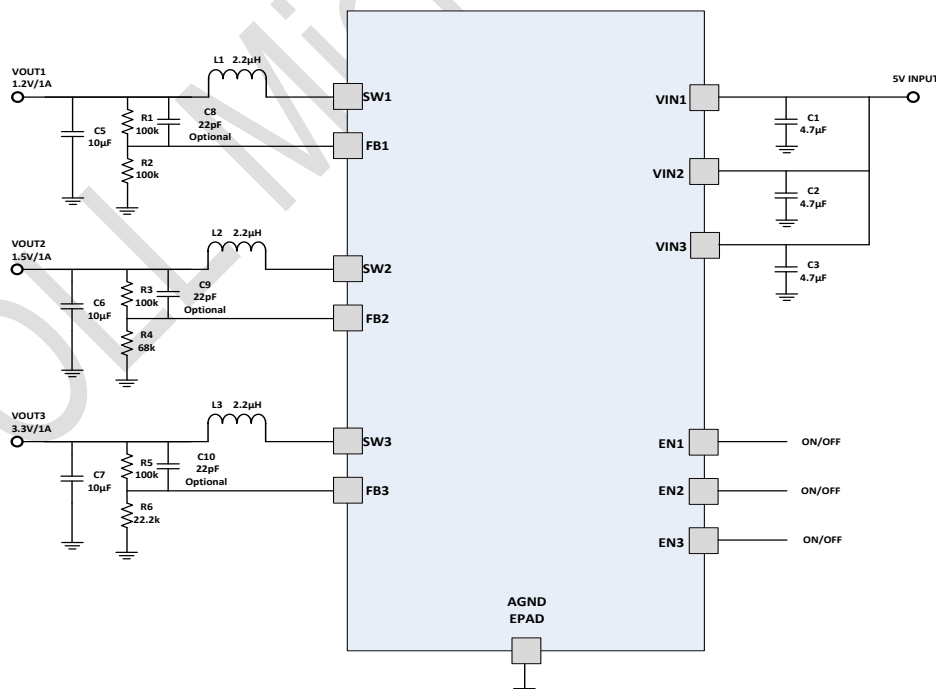 VOUT1
1.2V/1A
L1 2.2µH
SW1
C5
10µF
R1
100k
C8
22pF
Optional
FB1
R2
100k
VOUT2
1.5V/1A
L2 2.2µH
SW2
C6
10µF
R3
100k
C9
22pF
Optional
FB2
R4
68k
VOUT3
3.3V/1A
L3 2.2µH
SW3
C7
10µF
R5
100k
C10
22pF
Optional
FB3
R6
22.2k
5V INPUT
VIN1
C1
4.7µF
VIN2
C2
4.7µF
VIN3
C3
4.7µF
EN1
ON/OFF
EN2
ON/OFF
EN3
ON/OFF
AGND
EPAD